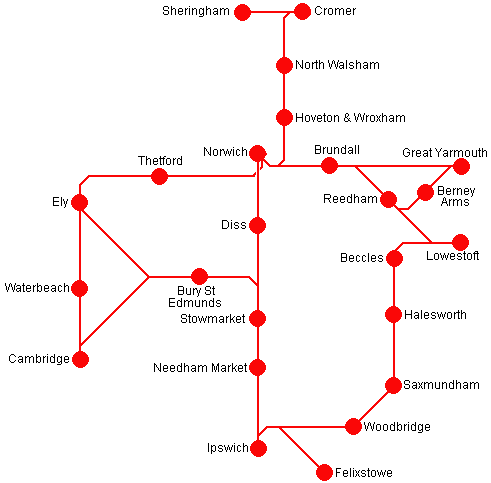 Sheringham
Cromer
North Walsham
Hoveton & Wroxham
Norwich
Brundall
Great Yarmouth
Thetford
Ely
Reedham
Berney
Arms
Diss
Beccles
Lowestoft
Waterbeach
Bury St
Edmunds
Stowmarket
Halesworth
Cambridge
Needham Market
Saxmundham
Woodbridge
Ipswich
Felixstowe